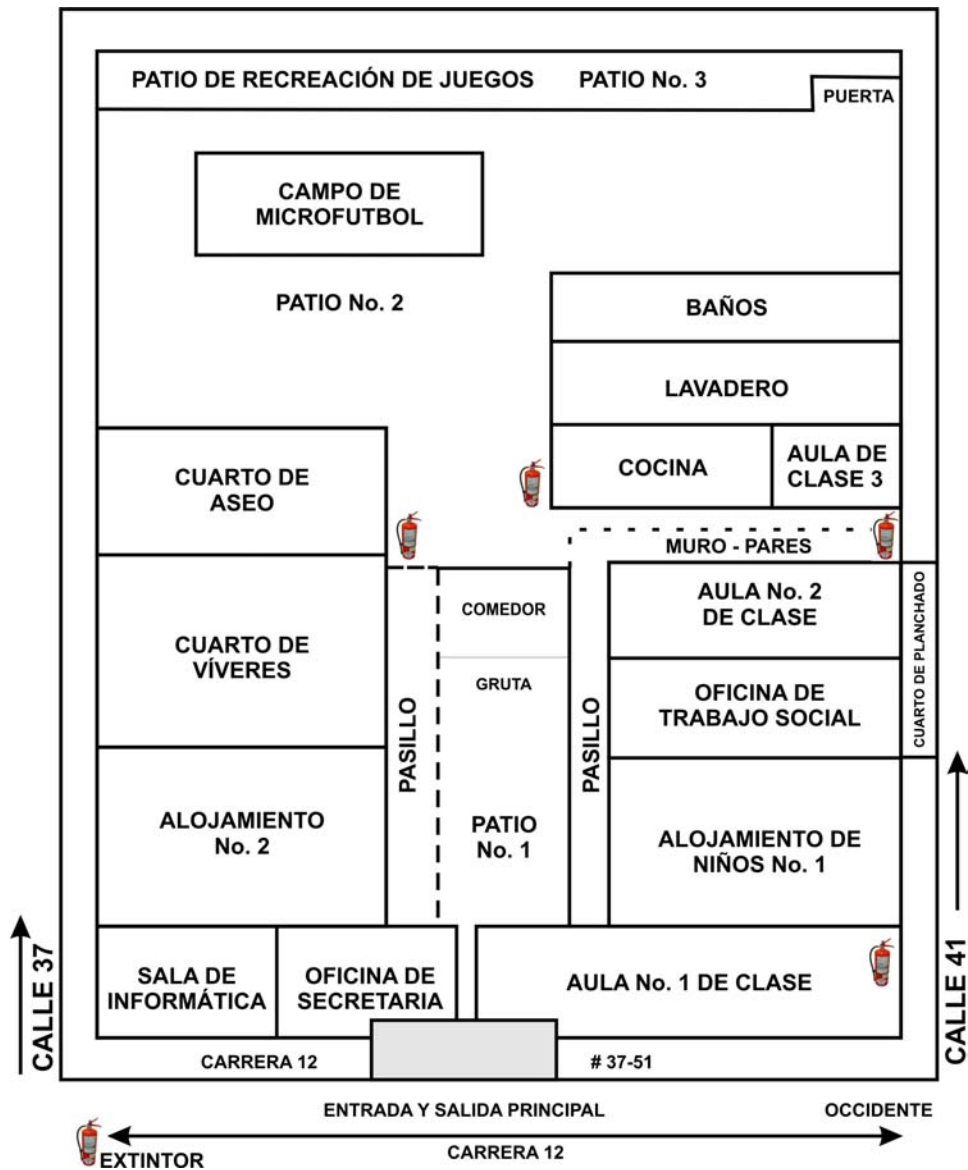 PATIO DE RECREACIÓN DE JUEGOS PATIO No. 3
PUERTA
CAMPO DE
MICROFUTBOL
PATIO No. 2
BAÑOS
LAVADERO
COCINA
AULA DE
CLASE 3
CUARTO DE
ASEO
MURO - PARES
AULA No. 2
DE CLASE
COMEDOR
CUARTO DE PLANCHADO
CUARTO DE
VÍVERES
GRUTA
OFICINA DE
TRABAJO SOCIAL
PASILLO
PASILLO
ALOJAMIENTO
No. 2
PATIO
No. 1
ALOJAMIENTO DE
NIÑOS No. 1
CALLE 37
SALA DE
INFORMÁTICA
OFICINA DE
SECRETARIA
AULA No. 1 DE CLASE
CALLE 41
CARRERA 12
# 37-51
ENTRADA Y SALIDA PRINCIPAL
OCCIDENTE
EXTINTOR
CARRERA 12